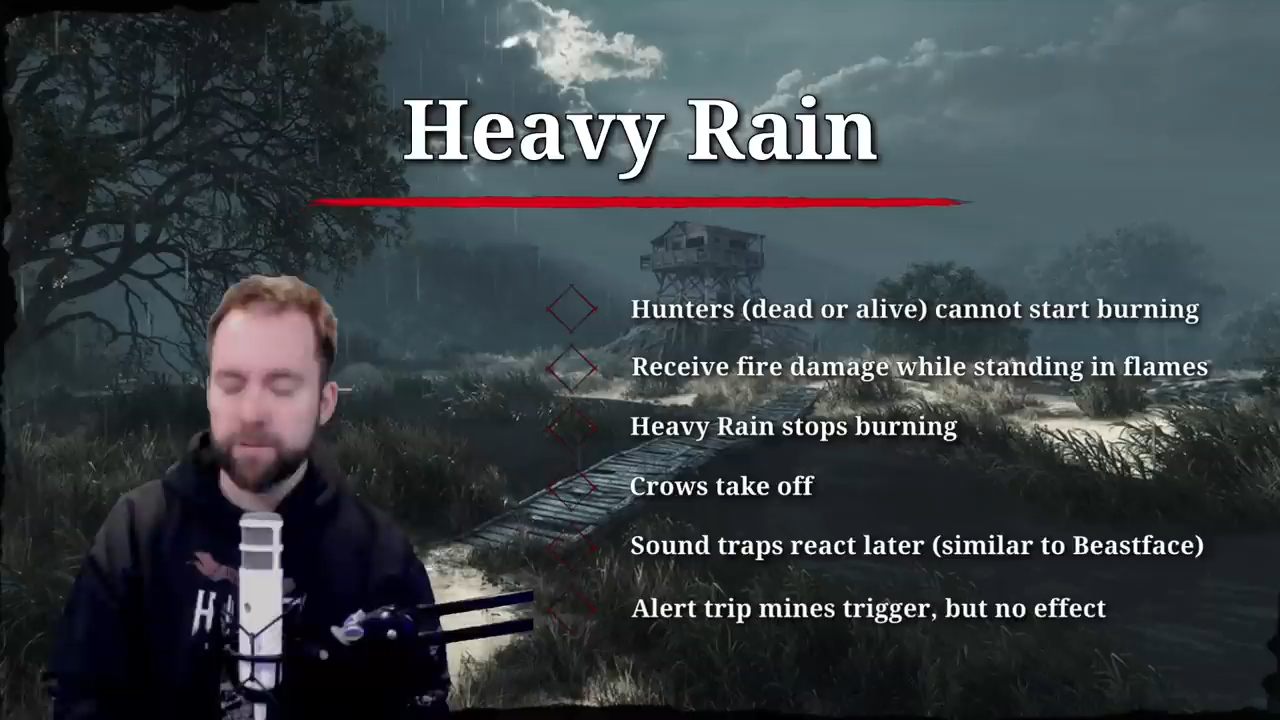 Heavy Rain
Hunters (dead or alive) cannot start burning
Receive fire damage while standing in flames
Heavy Rain stops burning
Crows take off
Sound traps react later (similar to Beastface)
Alert trip mines trigger, but no effect